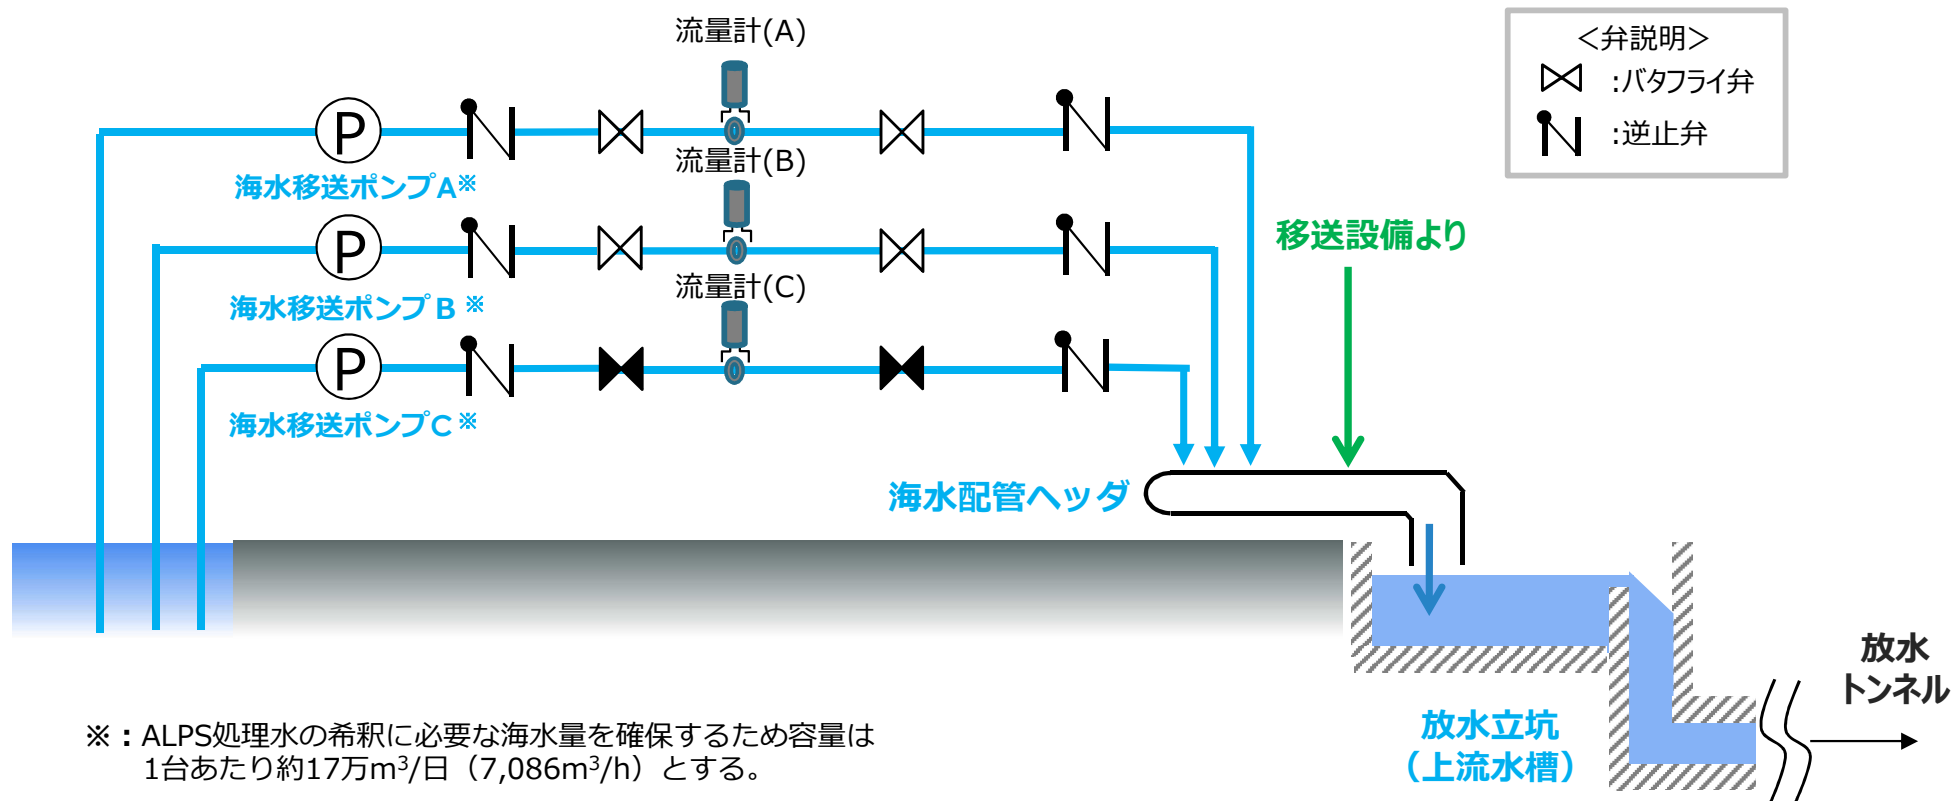 流量計(A)
<弁説明>
:バタフライ弁
:逆止弁
P
海水移送ポンプA※
流量計(B)
P
海水移送ポンプB※
流量計(C)
P
海水移送ポンプC※
移送設備より
海水配管ヘッダ
放水
トンネル
放水立坑
(上流水槽)
※:ALPS処理水の希釈に必要な海水量を確保するため容量は
1台あたり約17万m³/日(7,086m³/h)とする。